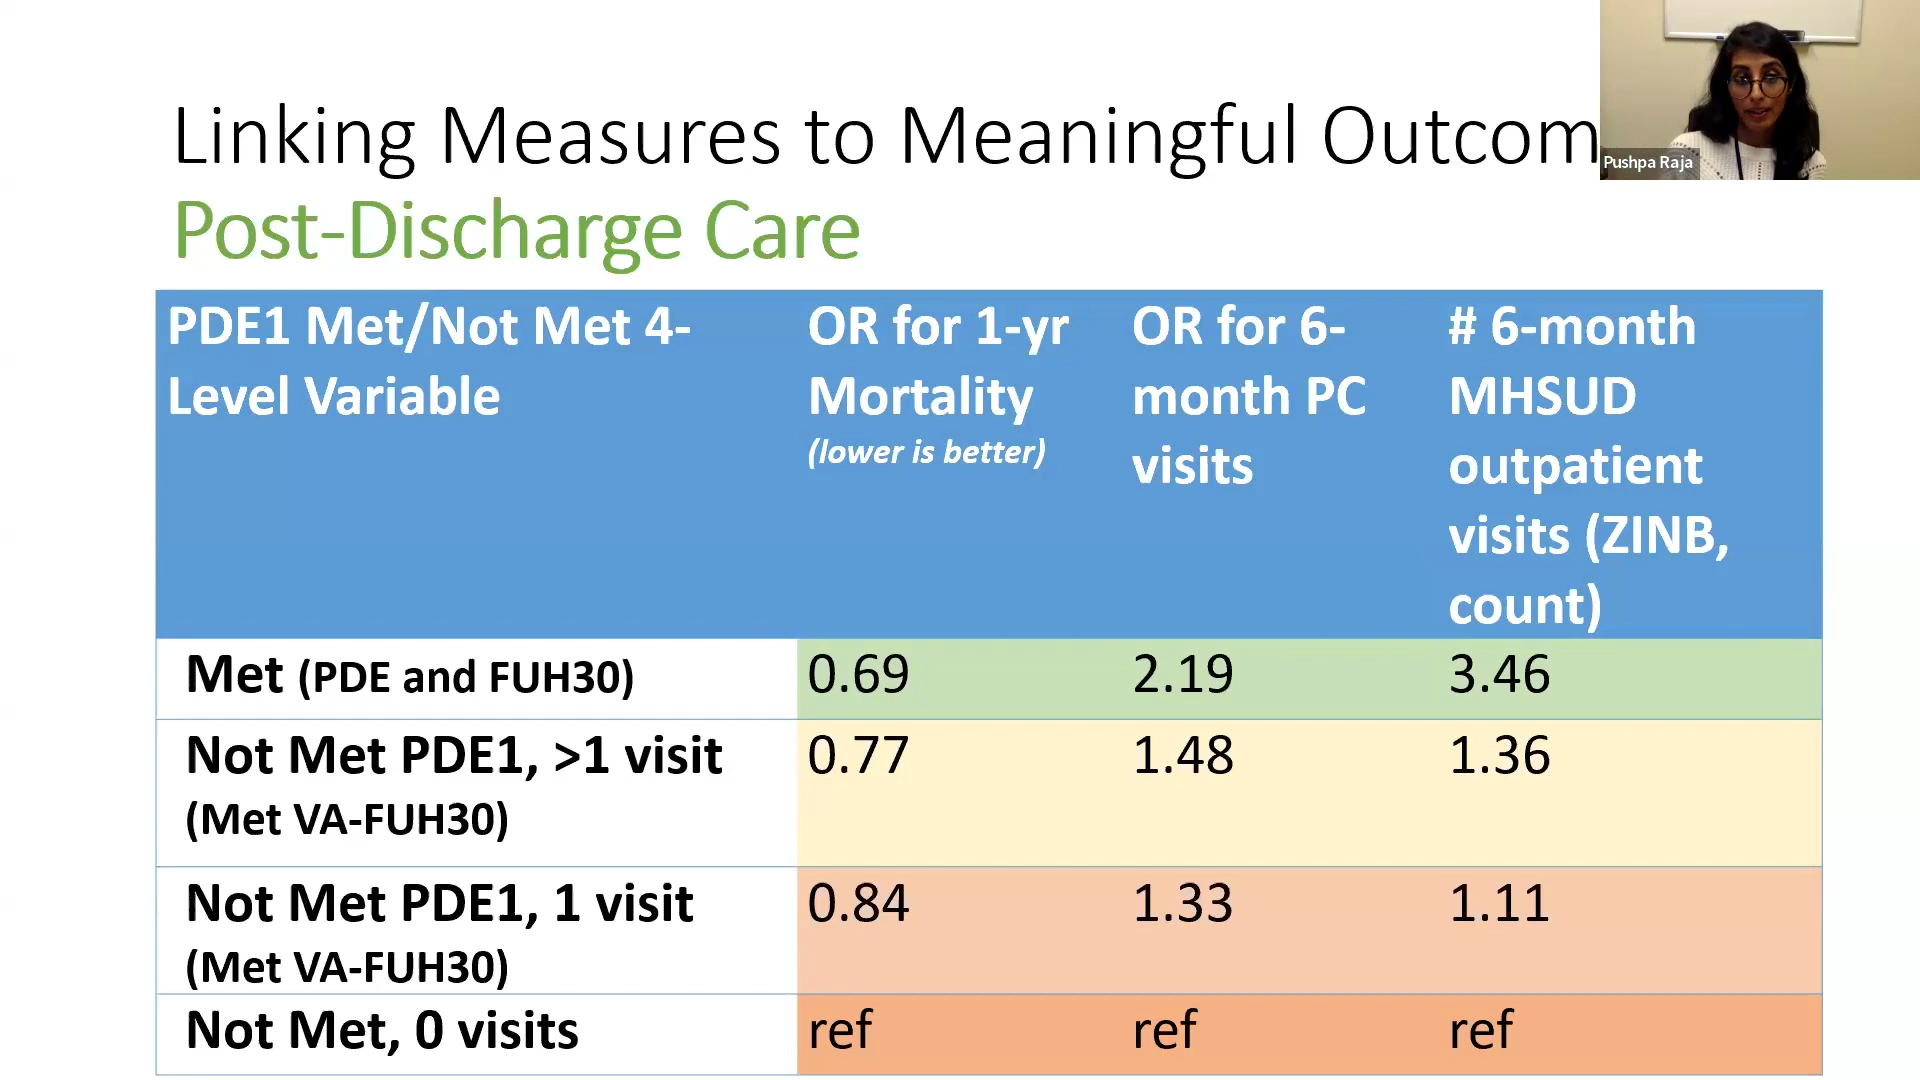 Linking Measures to Meaningful Outcom
Post-Discharge Care
Pushpa Raja
PDE1 Met/Not Met 4-
Level Variable
OR for 1-yr
Mortality
(lower is better)
OR for 6-
month PC
visits
# 6-month
MHSUD
outpatient
visits (ZINB,
count)
Met (PDE and FUH30)
0.69
2.19
3.46
Not Met PDE1, >1 visit
(Met VA-FUH30)
0.77
1.48
1.36
Not Met PDE1, 1 visit
(Met VA-FUH30)
0.84
1.33
1.11
Not Met, 0 visits
ref
ref
ref